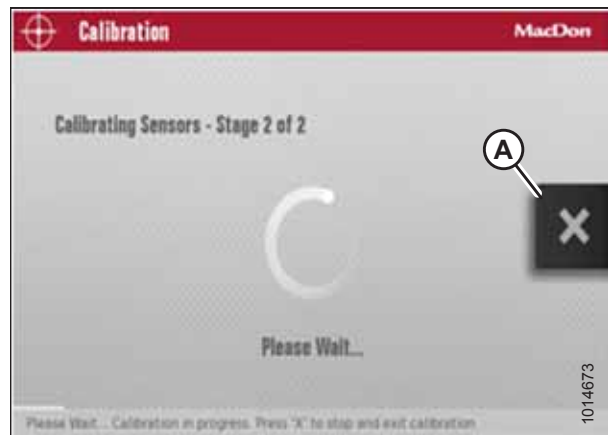 Calibration
MacDon
Calibrating Sensors - Stage 2 of 2
A
X
Please Wait...
1014673
Please Wait... Calibration in progress. Press "X" to stop and exit calibration